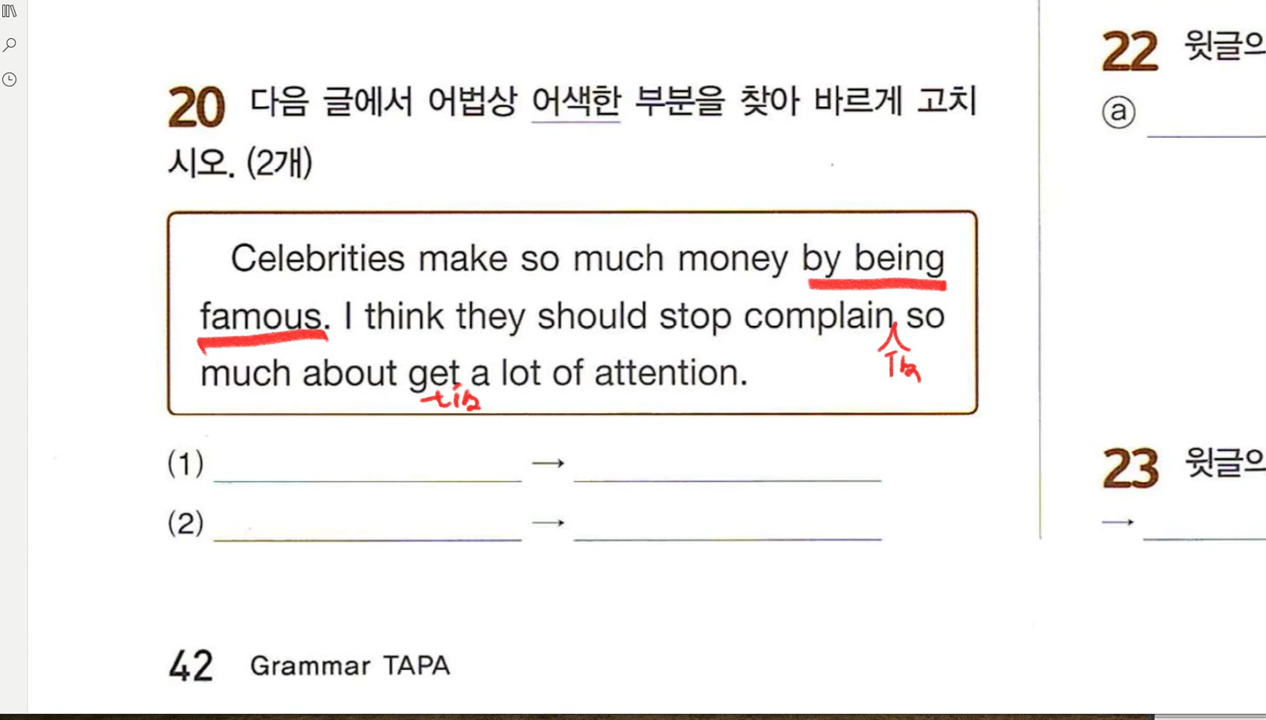 20 다음 글에서 어법상 어색한 부분을 찾아 바르게 고치
시오. (2개)
Celebrities make so much money by being
famous. I think they should stop complain so
much about get a lot of attention.
(1) →
(2) →
42 Grammar TAPA
22 윗글의
ⓐ
23 윗글의
→